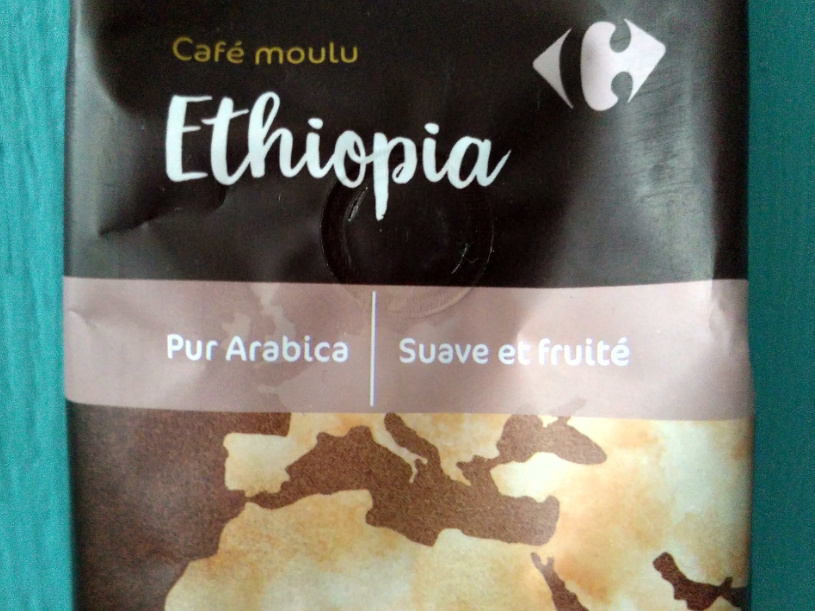 Café moulu
Ethiopia
Pur Arabica
Suave et fruité